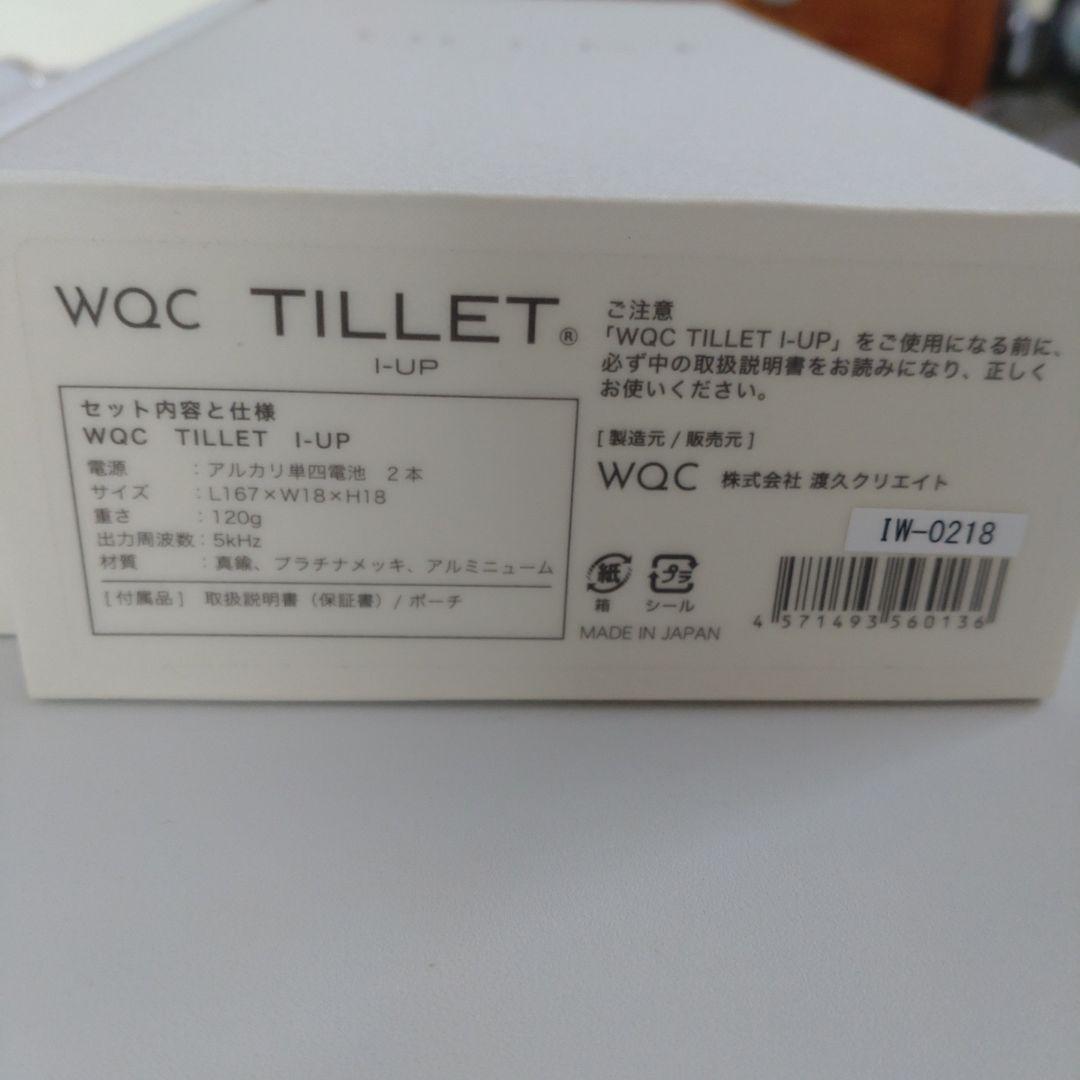 WQC TILLET®
I-UP
セット内容と仕様
WQC TILLET I-UP
電源 : アルカリ単四電池 2本
サイズ : L167×W18×H18
重さ : 120g
出力周波数 : 5kHz
材質 : 真鍮、プラチナメッキ、アルミニューム
[付属品] 取扱説明書（保証書）/ ポーチ
ご注意
「WQC TILLET I-UP」をご使用になる前に、
必ず中の取扱説明書をお読みになり、正しく
お使いください。
[製造元 / 販売元]
WQC 株式会社 渡久クリエイト
IW-0218
紙
箱
プラ
シール
MADE IN JAPAN
4 571493 560136